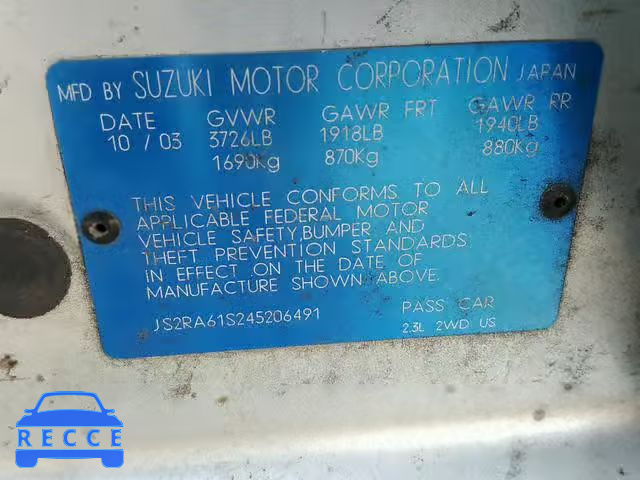 MFD BY SUZUKI MOTOR CORPORATION JAPAN
DATE GVWR GAWR FRT GAWR RR
10 / 03 3726LB 1918LB 1940LB
1690Kg 870Kg 880Kg
THIS VEHICLE CONFORMS TO ALL
APPLICABLE FEDERAL MOTOR
VEHICLE SAFETY,BUMPER AND
THEFT PREVENTION STANDARDS
IN EFFECT ON THE DATE OF
MANUFACTURE SHOWN ABOVE.
JS2RA61S245206491 PASS CAR
2.3L 2WD US
RECCE